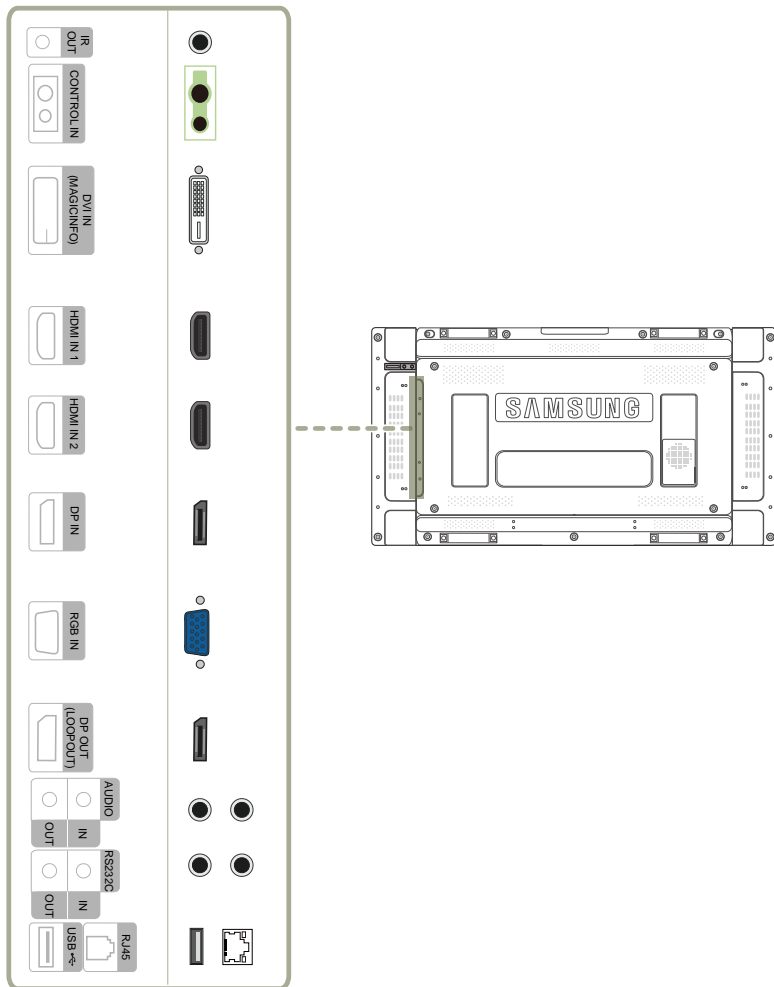 IR
OUT
CONTROL IN
DVI IN
(MAGICINFO)
HDMI IN 1
HDMI IN 2
DP IN
RGB IN
DP OUT
(LOOPOUT)
AUDIO
IN
OUT
RS232C
IN
OUT
USB
RJ45
SAMSUNG